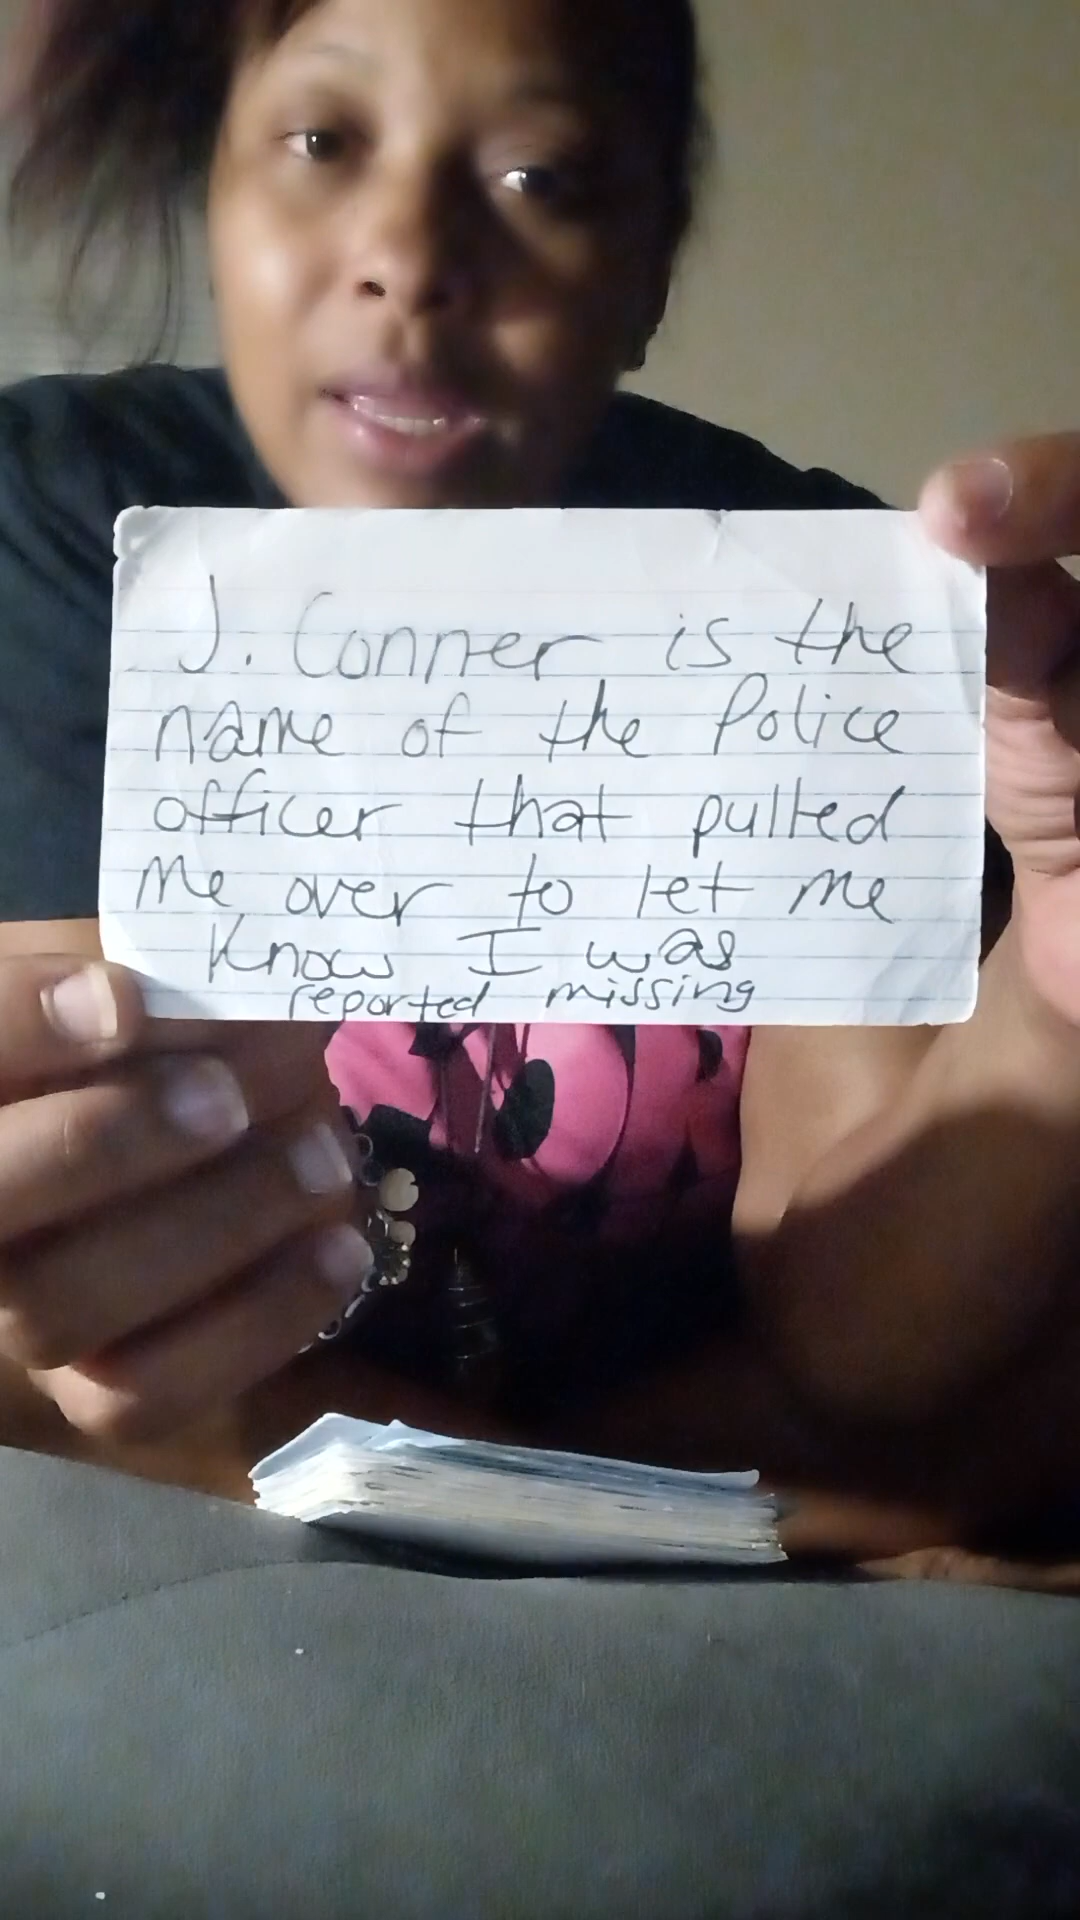 J. Conner is the
name of the Police
officer that pulled
me over to let me
Know I was
reported missing